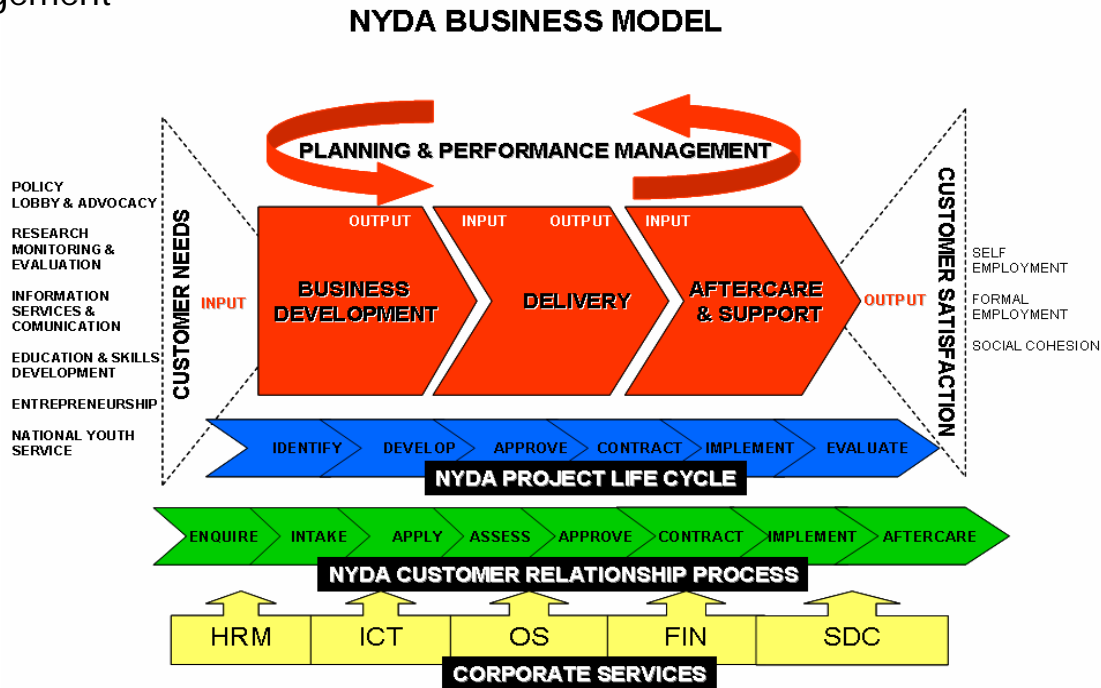 gement
NYDA BUSINESS MODEL
PLANNING & PERFORMANCE MANAGEMENT
POLICY
LOBBY & ADVOCACY
RESEARCH
MONITORING &
EVALUATION
INFORMATION
SERVICES &
COMUNICATION
EDUCATION & SKILLS
DEVELOPMENT
ENTREPRENEURSHIP
NATIONAL YOUTH
SERVICE
CUSTOMER NEEDS
INPUT
OUTPUT
BUSINESS
DEVELOPMENT
INPUT
OUTPUT
DELIVERY
INPUT
AFTERCARE
& SUPPORT
OUTPUT
CUSTOMER SATISFACTION
SELF
EMPLOYMENT
FORMAL
EMPLOYMENT
SOCIAL COHESION
IDENTIFY DEVELOP APPROVE CONTRACT IMPLEMENT EVALUATE
NYDA PROJECT LIFE CYCLE
ENQUIRE INTAKE APPLY ASSESS APPROVE CONTRACT IMPLEMENT AFTERCARE
NYDA CUSTOMER RELATIONSHIP PROCESS
HRM ICT OS FIN SDC
CORPORATE SERVICES